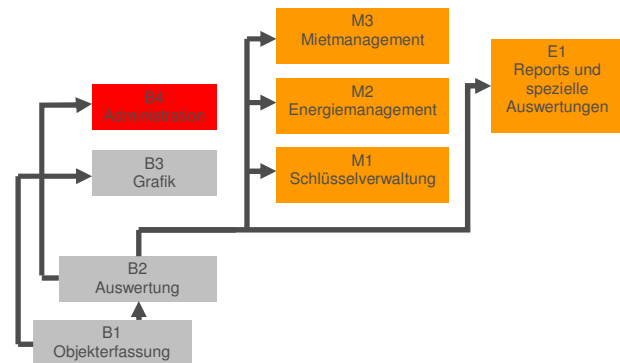 M3
Mietmanagement
E1
Reports und
spezielle
Auswertungen
M2
Energiemanagement
B4
Administration
M1
Schlüsselverwaltung
B3
Grafik
B2
Auswertung
B1
Objekterfassung